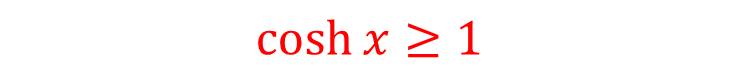 cosh 𝑥 ≥ 1